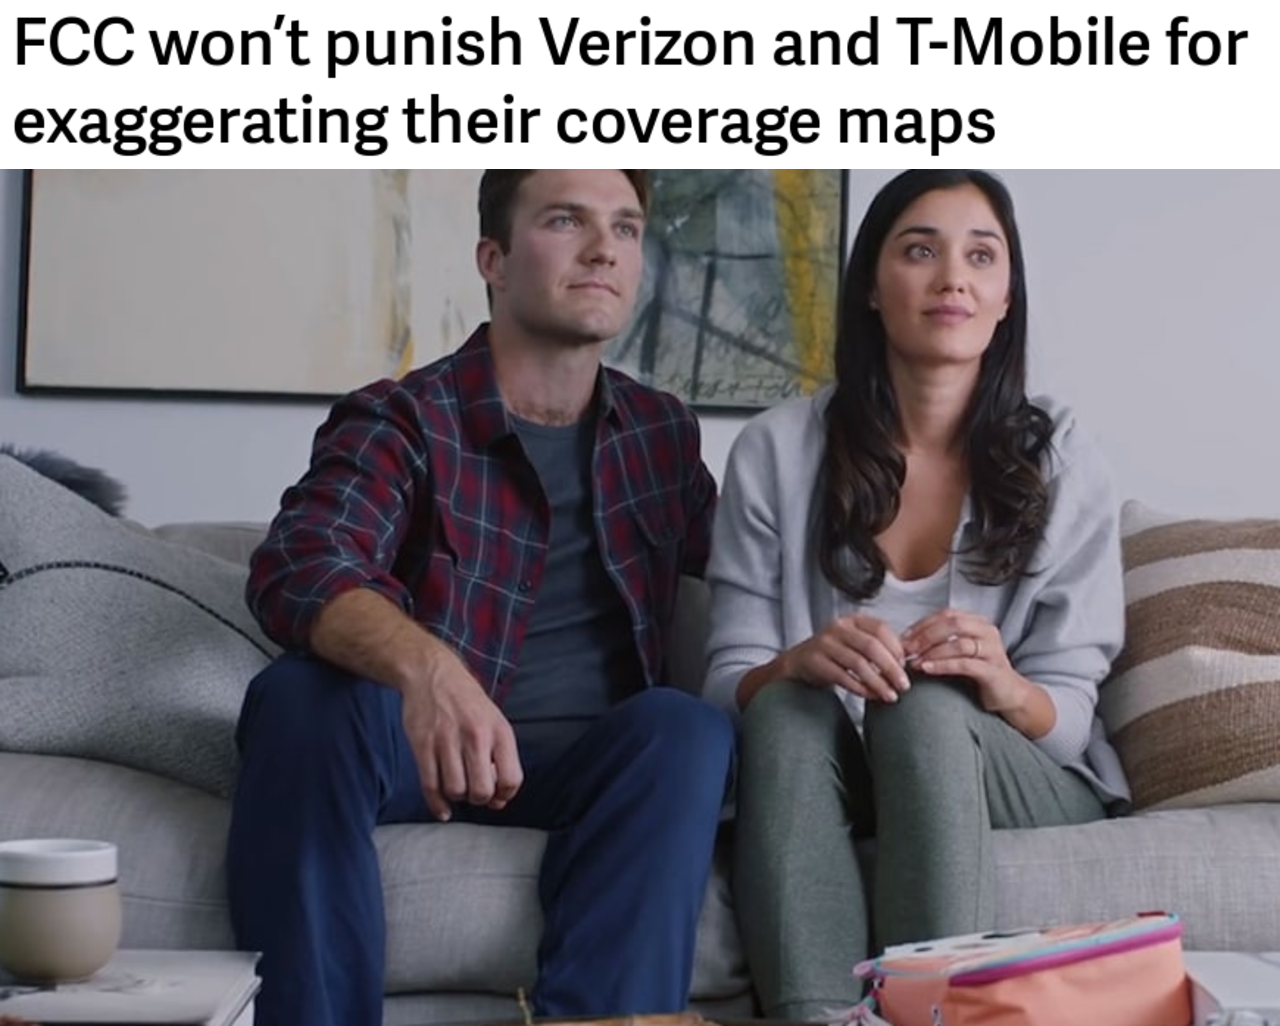 FCC won't punish Verizon and T-Mobile for
exaggerating their coverage maps